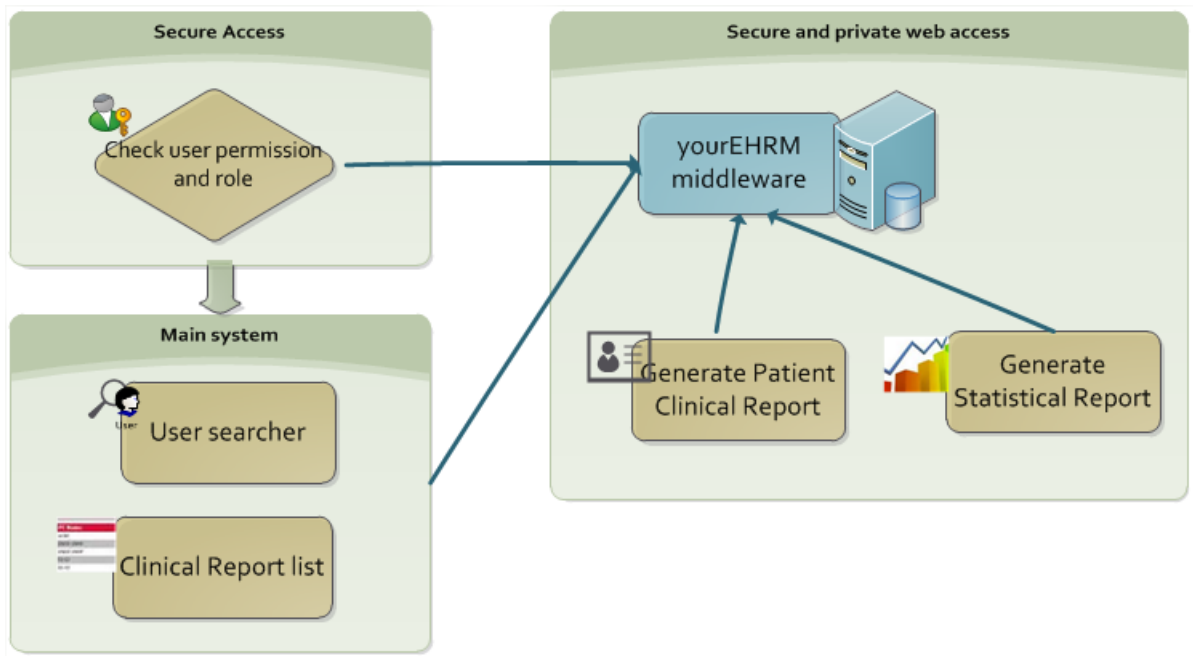 Secure Access
Check user permission
and role
Main system
User
User searcher
Clinical Report list
Secure and private web access
yourEHRM
middleware
Generate Patient
Clinical Report
Generate
Statistical Report